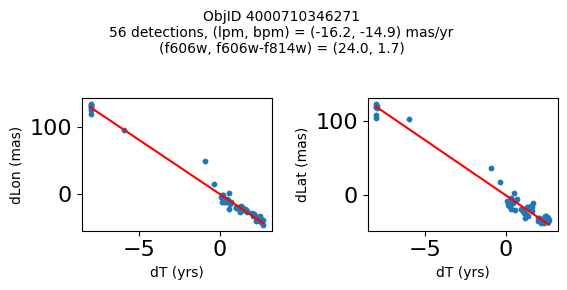 ObjID 4000710346271
56 detections, (lpm, bpm) = (-16.2, -14.9) mas/yr
(f606w, f606w-f814w) = (24.0, 1.7)
dLon (mas)
100
0
−5
0
dT (yrs)
dLat (mas)
100
0
−5
0
dT (yrs)